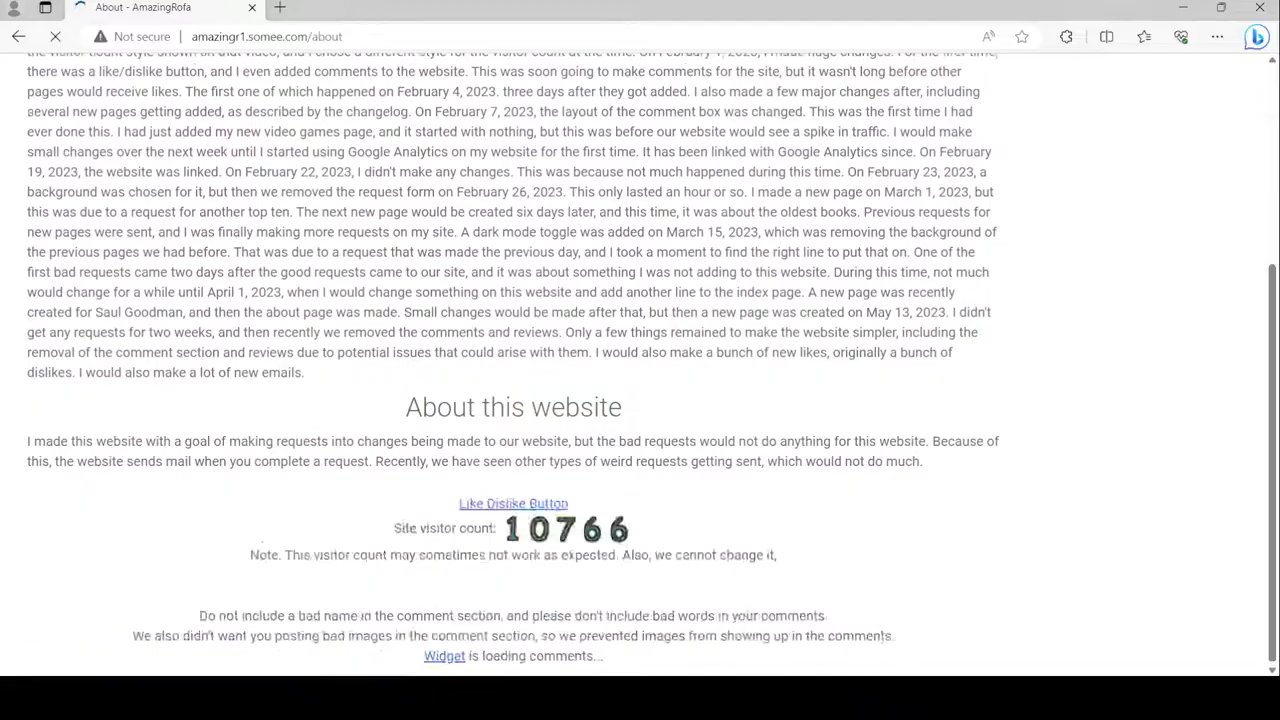 About - AmazingRofa
Not secure amazingr1.somee.com/about
there was a like/dislike button, and I even added comments to the website. This was soon going to make comments for the site, but it wasn't long before other
pages would receive likes. The first one of which happened on February 4, 2023. three days after they got added. I also made a few major changes after, including
several new pages getting added, as described by the changelog. On February 7, 2023, the layout of the comment box was changed. This was the first time I had
ever done this. I had just added my new video games page, and it started with nothing, but this was before our website would see a spike in traffic. I would make
small changes over the next week until I started using Google Analytics on my website for the first time. It has been linked with Google Analytics since. On February
19, 2023, the website was linked. On February 22, 2023, I didn't make any changes. This was because not much happened during this time. On February 23, 2023, a
background was chosen for it, but then we removed the request form on February 26, 2023. This only lasted an hour or so. I made a new page on March 1, 2023, but
this was due to a request for another top ten. The next new page would be created six days later, and this time, it was about the oldest books. Previous requests for
new pages were sent, and I was finally making more requests on my site. A dark mode toggle was added on March 15, 2023, which was removing the background of
the previous pages we had before. That was due to a request that was made the previous day, and I took a moment to find the right line to put that on. One of the
first bad requests came two days after the good requests came to our site, and it was about something I was not adding to this website. During this time, not much
would change for a while until April 1, 2023, when I would change something on this website and add another line to the index page. A new page was recently
created for Saul Goodman, and then the about page was made. Small changes would be made after that, but then a new page was created on May 13, 2023. I didn't
get any requests for two weeks, and then recently we removed the comments and reviews. Only a few things remained to make the website simpler, including the
removal of the comment section and reviews due to potential issues that could arise with them. I would also make a bunch of new likes, originally a bunch of
dislikes. I would also make a lot of new emails.
About this website
I made this website with a goal of making requests into changes being made to our website, but the bad requests would not do anything for this website. Because of
this, the website sends mail when you complete a request. Recently, we have seen other types of weird requests getting sent, which would not do much.
Like Dislike Button
Site visitor count: 10766
Note. This visitor count may sometimes not work as expected. Also, we cannot change it,
Do not include a bad name in the comment section, and please don't include bad words in your comments.
We also didn't want you posting bad images in the comment section, so we prevented images from showing up in the comments.
Widget is loading comments...